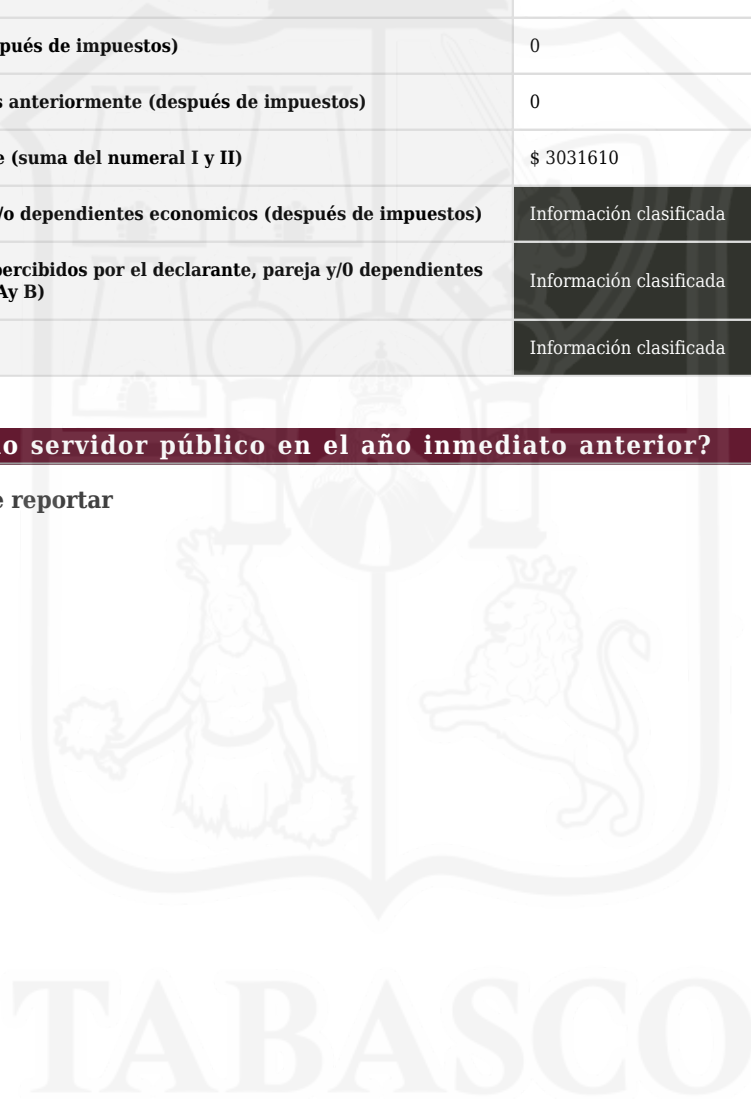 pués de impuestos) 0
s anteriormente (después de impuestos) 0
e (suma del numeral I y II) $ 3031610
/o dependientes economicos (después de impuestos) Información clasificada
percibidos por el declarante, pareja y/0 dependientes Información clasificada
Ay B)
Información clasificada
o servidor público en el año inmediato anterior?
e reportar
TABASCO